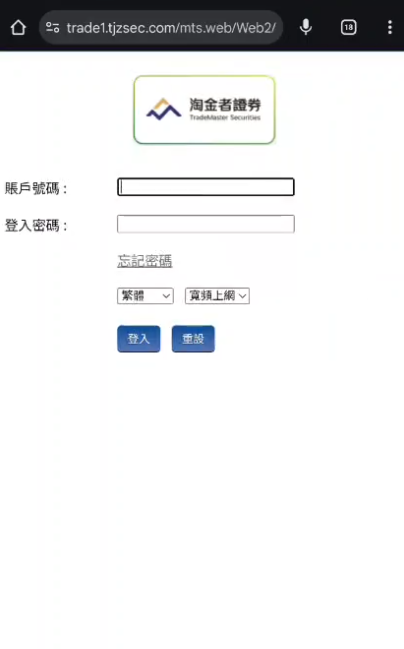 trade1.tjzsec.com/mts.web/Web2/
18
淘金者證券
TradeMaster Securities
賬戶號碼 :
登入密碼 :
忘記密碼
繁體 寬頻上網
登入 重設